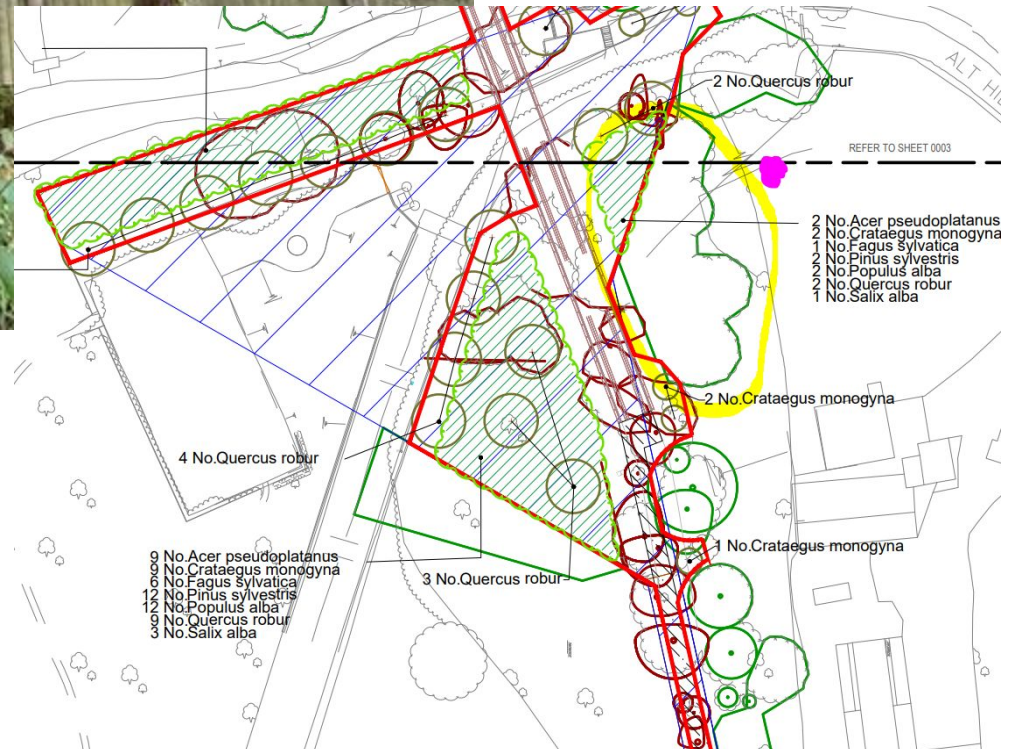 2 No.Quercus robur
ALT HI
REFER TO SHEET 0003
2 No.Acer pseudoplatanus
2 No.Crataegus monogyna
1 No.Fagus sylvatica
2 No.Pinus sylvestris
2 No.Populus alba
2 No.Quercus robur
1 No.Salix alba
2 No.Crataegus monogyna
4 No.Quercus robur
1 No.Crataegus monogyna
9 No.Acer pseudoplatanus
9 No.Crataegus monogyna
6 No.Fagus sylvatica
12 No.Pinus sylvestris
12 No.Populus alba
9 No.Quercus robur
3 No.Salix alba
3 No.Quercus robur